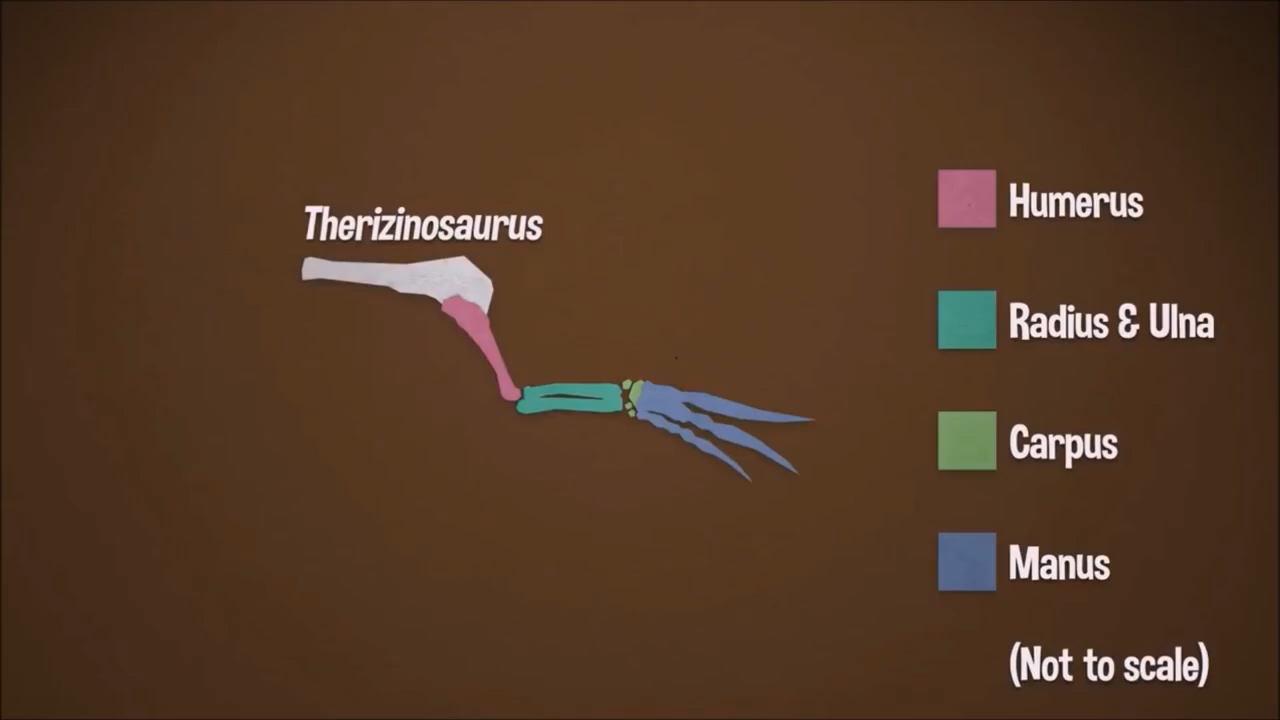 Therizinosaurus
Humerus
Radius & Ulna
Carpus
Manus
(Not to scale)